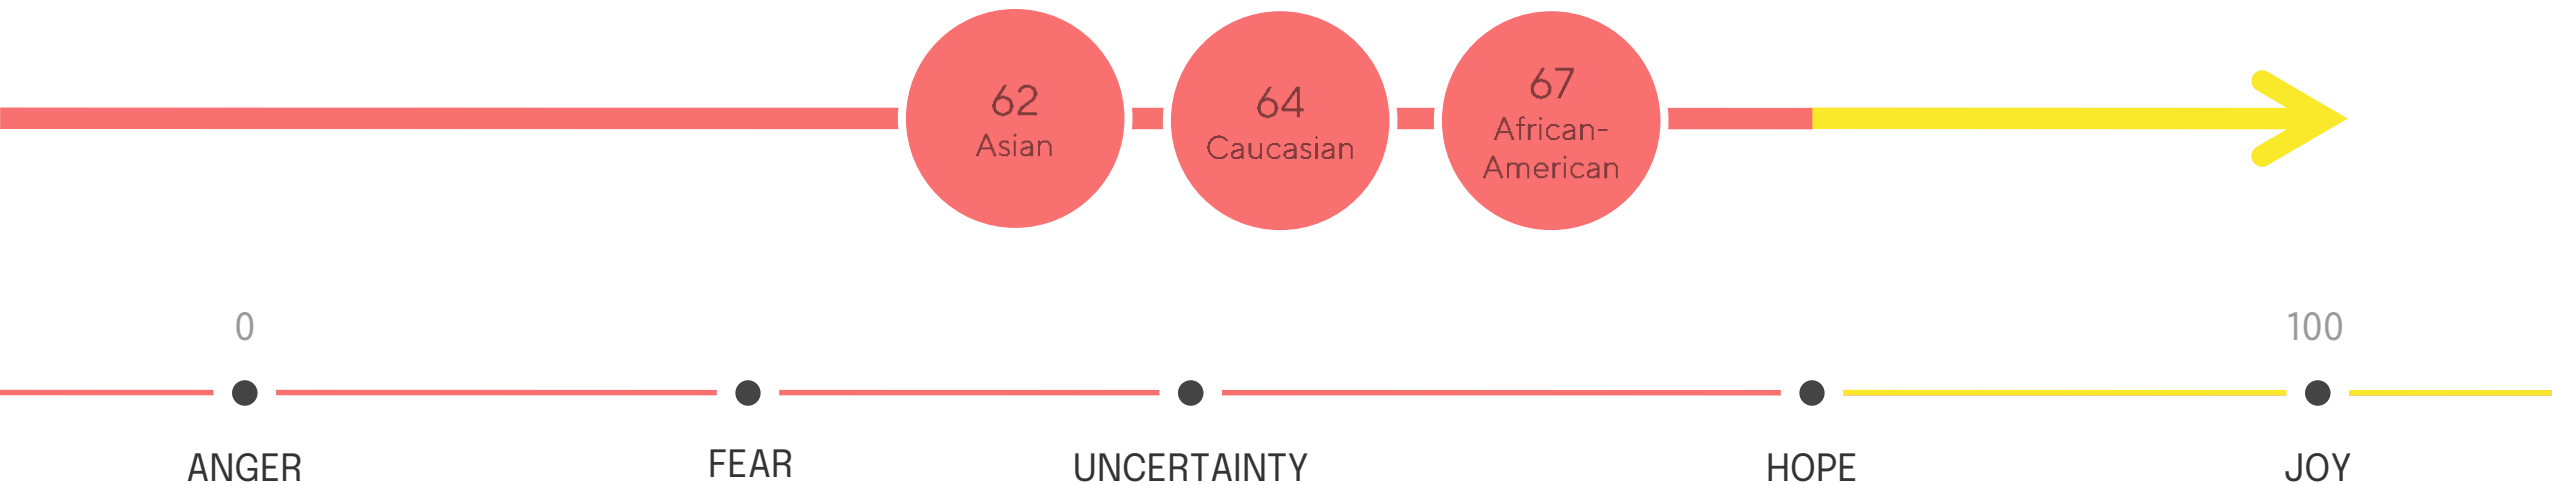 62
Asian
64
Caucasian
67
African-
American
0
100
ANGER
FEAR
UNCERTAINTY
HOPE
JOY